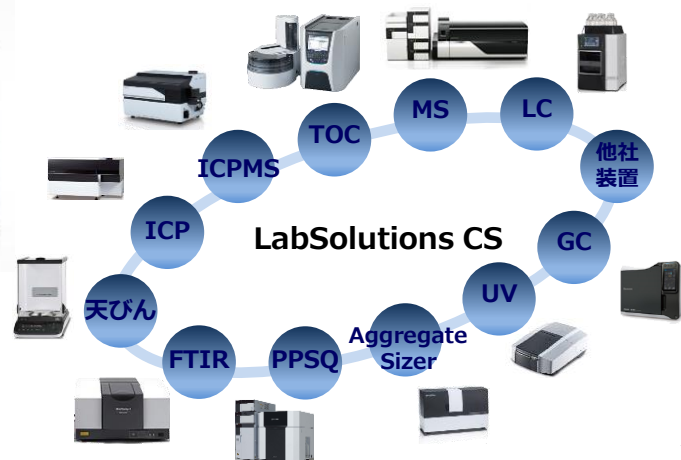 MS
LC
TOC
ICPMS
他社
装置
ICP
LabSolutions CS
GC
天びん
UV
Aggregate
Sizer
FTIR
PPSQ